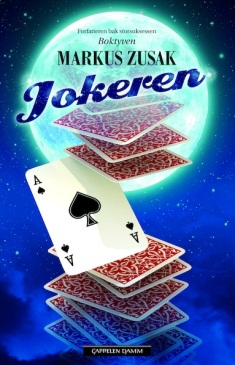 Forfatteren bak storsuksessen
Boktyven
MARKUS ZUSAK
Jokeren
A
A
CAPPELEN DAMM